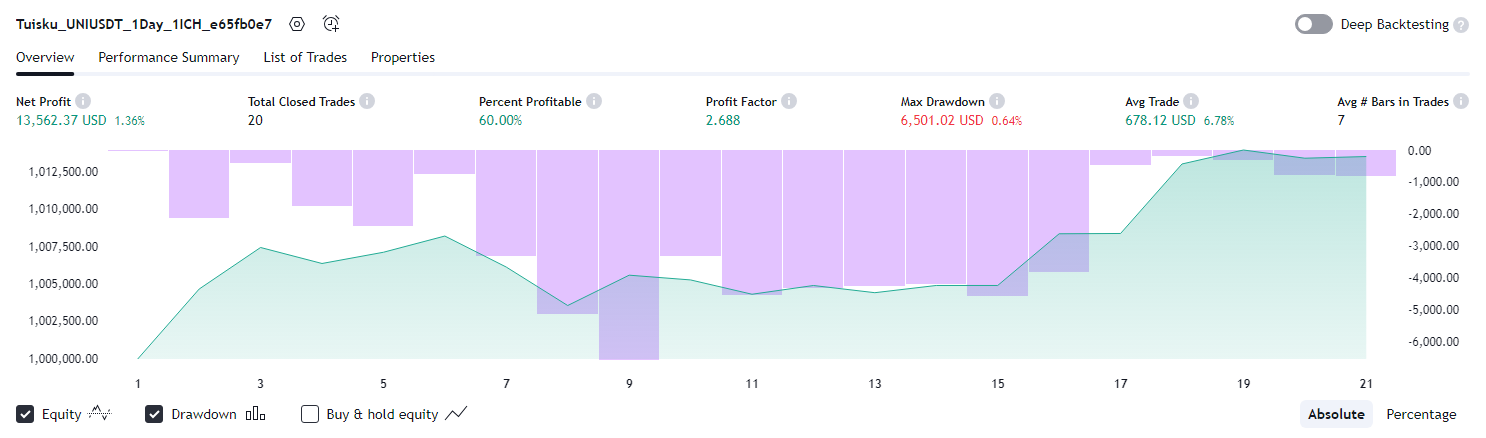 Tuisku_UNIUSDT_1Day_1ICH_e65fb0e7 Deep Backtesting ?
Overview Performance Summary List of Trades Properties
Net Profit i Total Closed Trades i Percent Profitable i Profit Factor i Max Drawdown i Avg Trade i Avg # Bars in Trades i
13,562.37 USD 1.36% 20 60.00% 2.688 6,501.02 USD 0.64% 678.12 USD 6.78% 7
0.00
1,012,500.00 -1,000.00
1,010,000.00 -2,000.00
1,007,500.00 -3,000.00
1,005,000.00 -4,000.00
1,002,500.00 -5,000.00
1,000,000.00 -6,000.00
1 3 5 7 9 11 13 15 17 19 21
Equity Drawdown Buy & hold equity Absolute Percentage